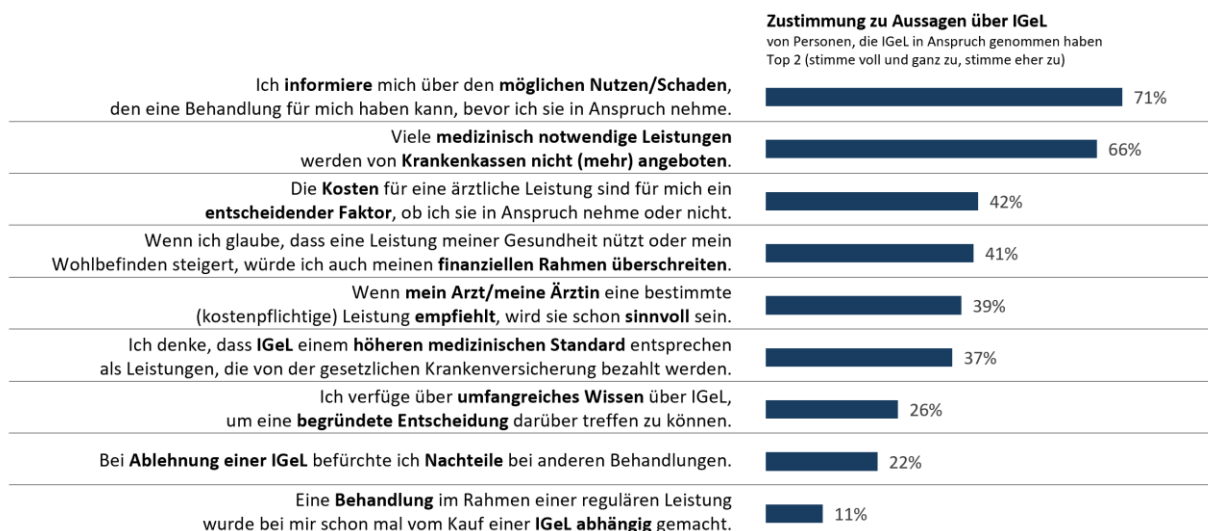 Zustimmung zu Aussagen über IGeL
von Personen, die IGeL in Anspruch genommen haben
Top 2 (stimme voll und ganz zu, stimme eher zu)
Ich informiere mich über den möglichen Nutzen/Schaden,
den eine Behandlung für mich haben kann, bevor ich sie in Anspruch nehme.
71%
Viele medizinisch notwendige Leistungen
werden von Krankenkassen nicht (mehr) angeboten.
66%
Die Kosten für eine ärztliche Leistung sind für mich ein
entscheidender Faktor, ob ich sie in Anspruch nehme oder nicht.
42%
Wenn ich glaube, dass eine Leistung meiner Gesundheit nützt oder mein
Wohlbefinden steigert, würde ich auch meinen finanziellen Rahmen überschreiten.
41%
Wenn mein Arzt/meine Ärztin eine bestimmte
(kostenpflichtige) Leistung empfiehlt, wird sie schon sinnvoll sein.
39%
Ich denke, dass IGeL einem höheren medizinischen Standard entsprechen
als Leistungen, die von der gesetzlichen Krankenversicherung bezahlt werden.
37%
Ich verfüge über umfangreiches Wissen über IGeL,
um eine begründete Entscheidung darüber treffen zu können.
26%
Bei Ablehnung einer IGeL befürchte ich Nachteile bei anderen Behandlungen.
22%
Eine Behandlung im Rahmen einer regulären Leistung
wurde bei mir schon mal vom Kauf einer IGeL abhängig gemacht.
11%